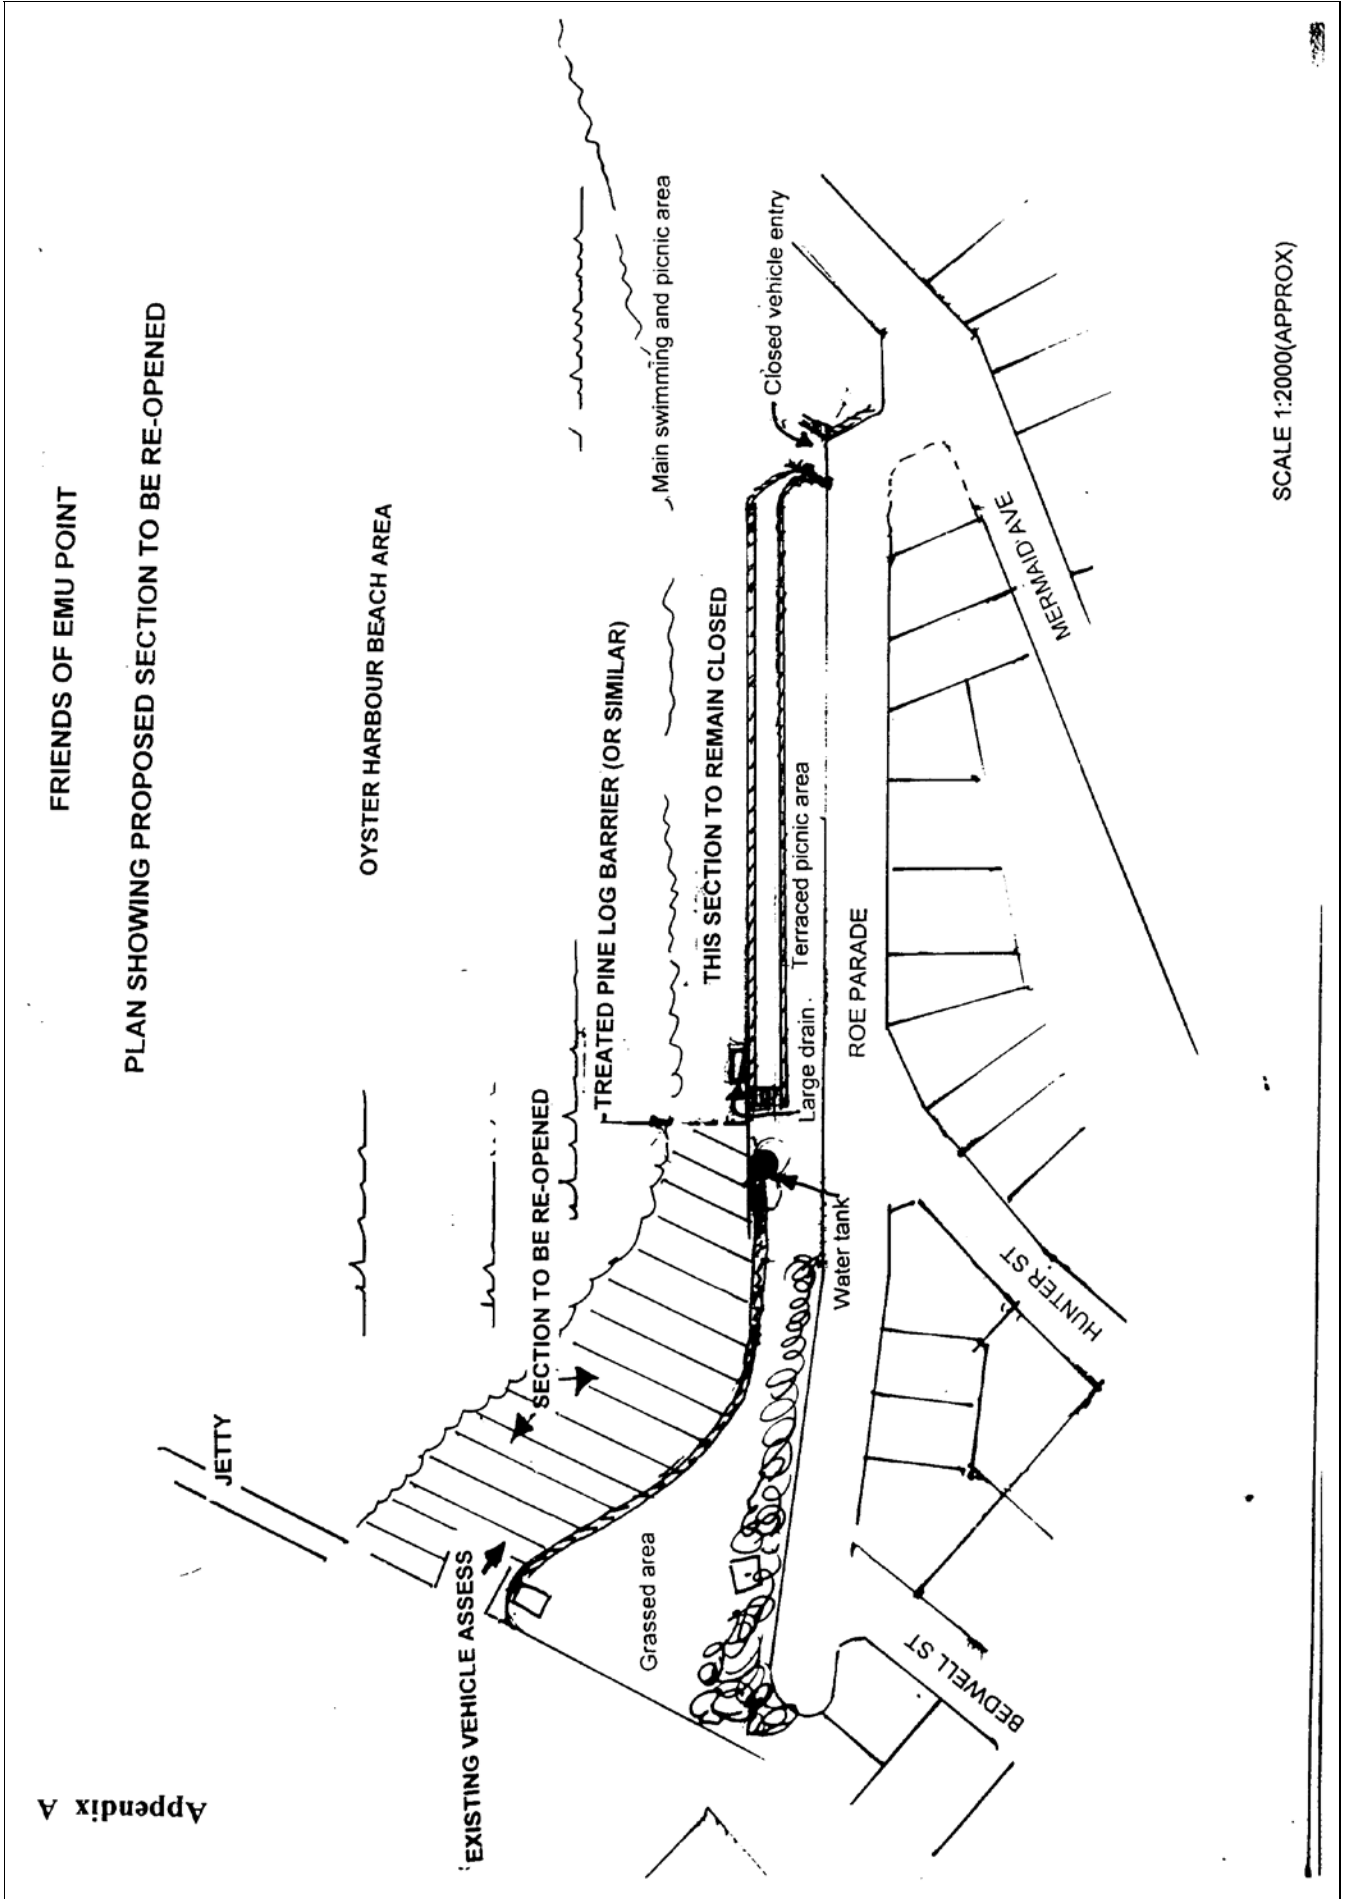 Appendix A
FRIENDS OF EMU POINT
PLAN SHOWING PROPOSED SECTION TO BE RE-OPENED
OYSTER HARBOUR BEACH AREA
JETTY
SECTION TO BE RE-OPENED
TREATED PINE LOG BARRIER (OR SIMILAR)
Main swimming and picnic area
EXISTING VEHICLE ASSESS
THIS SECTION TO REMAIN CLOSED
Closed vehicle entry
Grassed area
Large drain
Terraced picnic area
Water tank
ROE PARADE
BEDWELL ST
HUNTER ST
MERMAID AVE
SCALE 1:2000(APPROX)